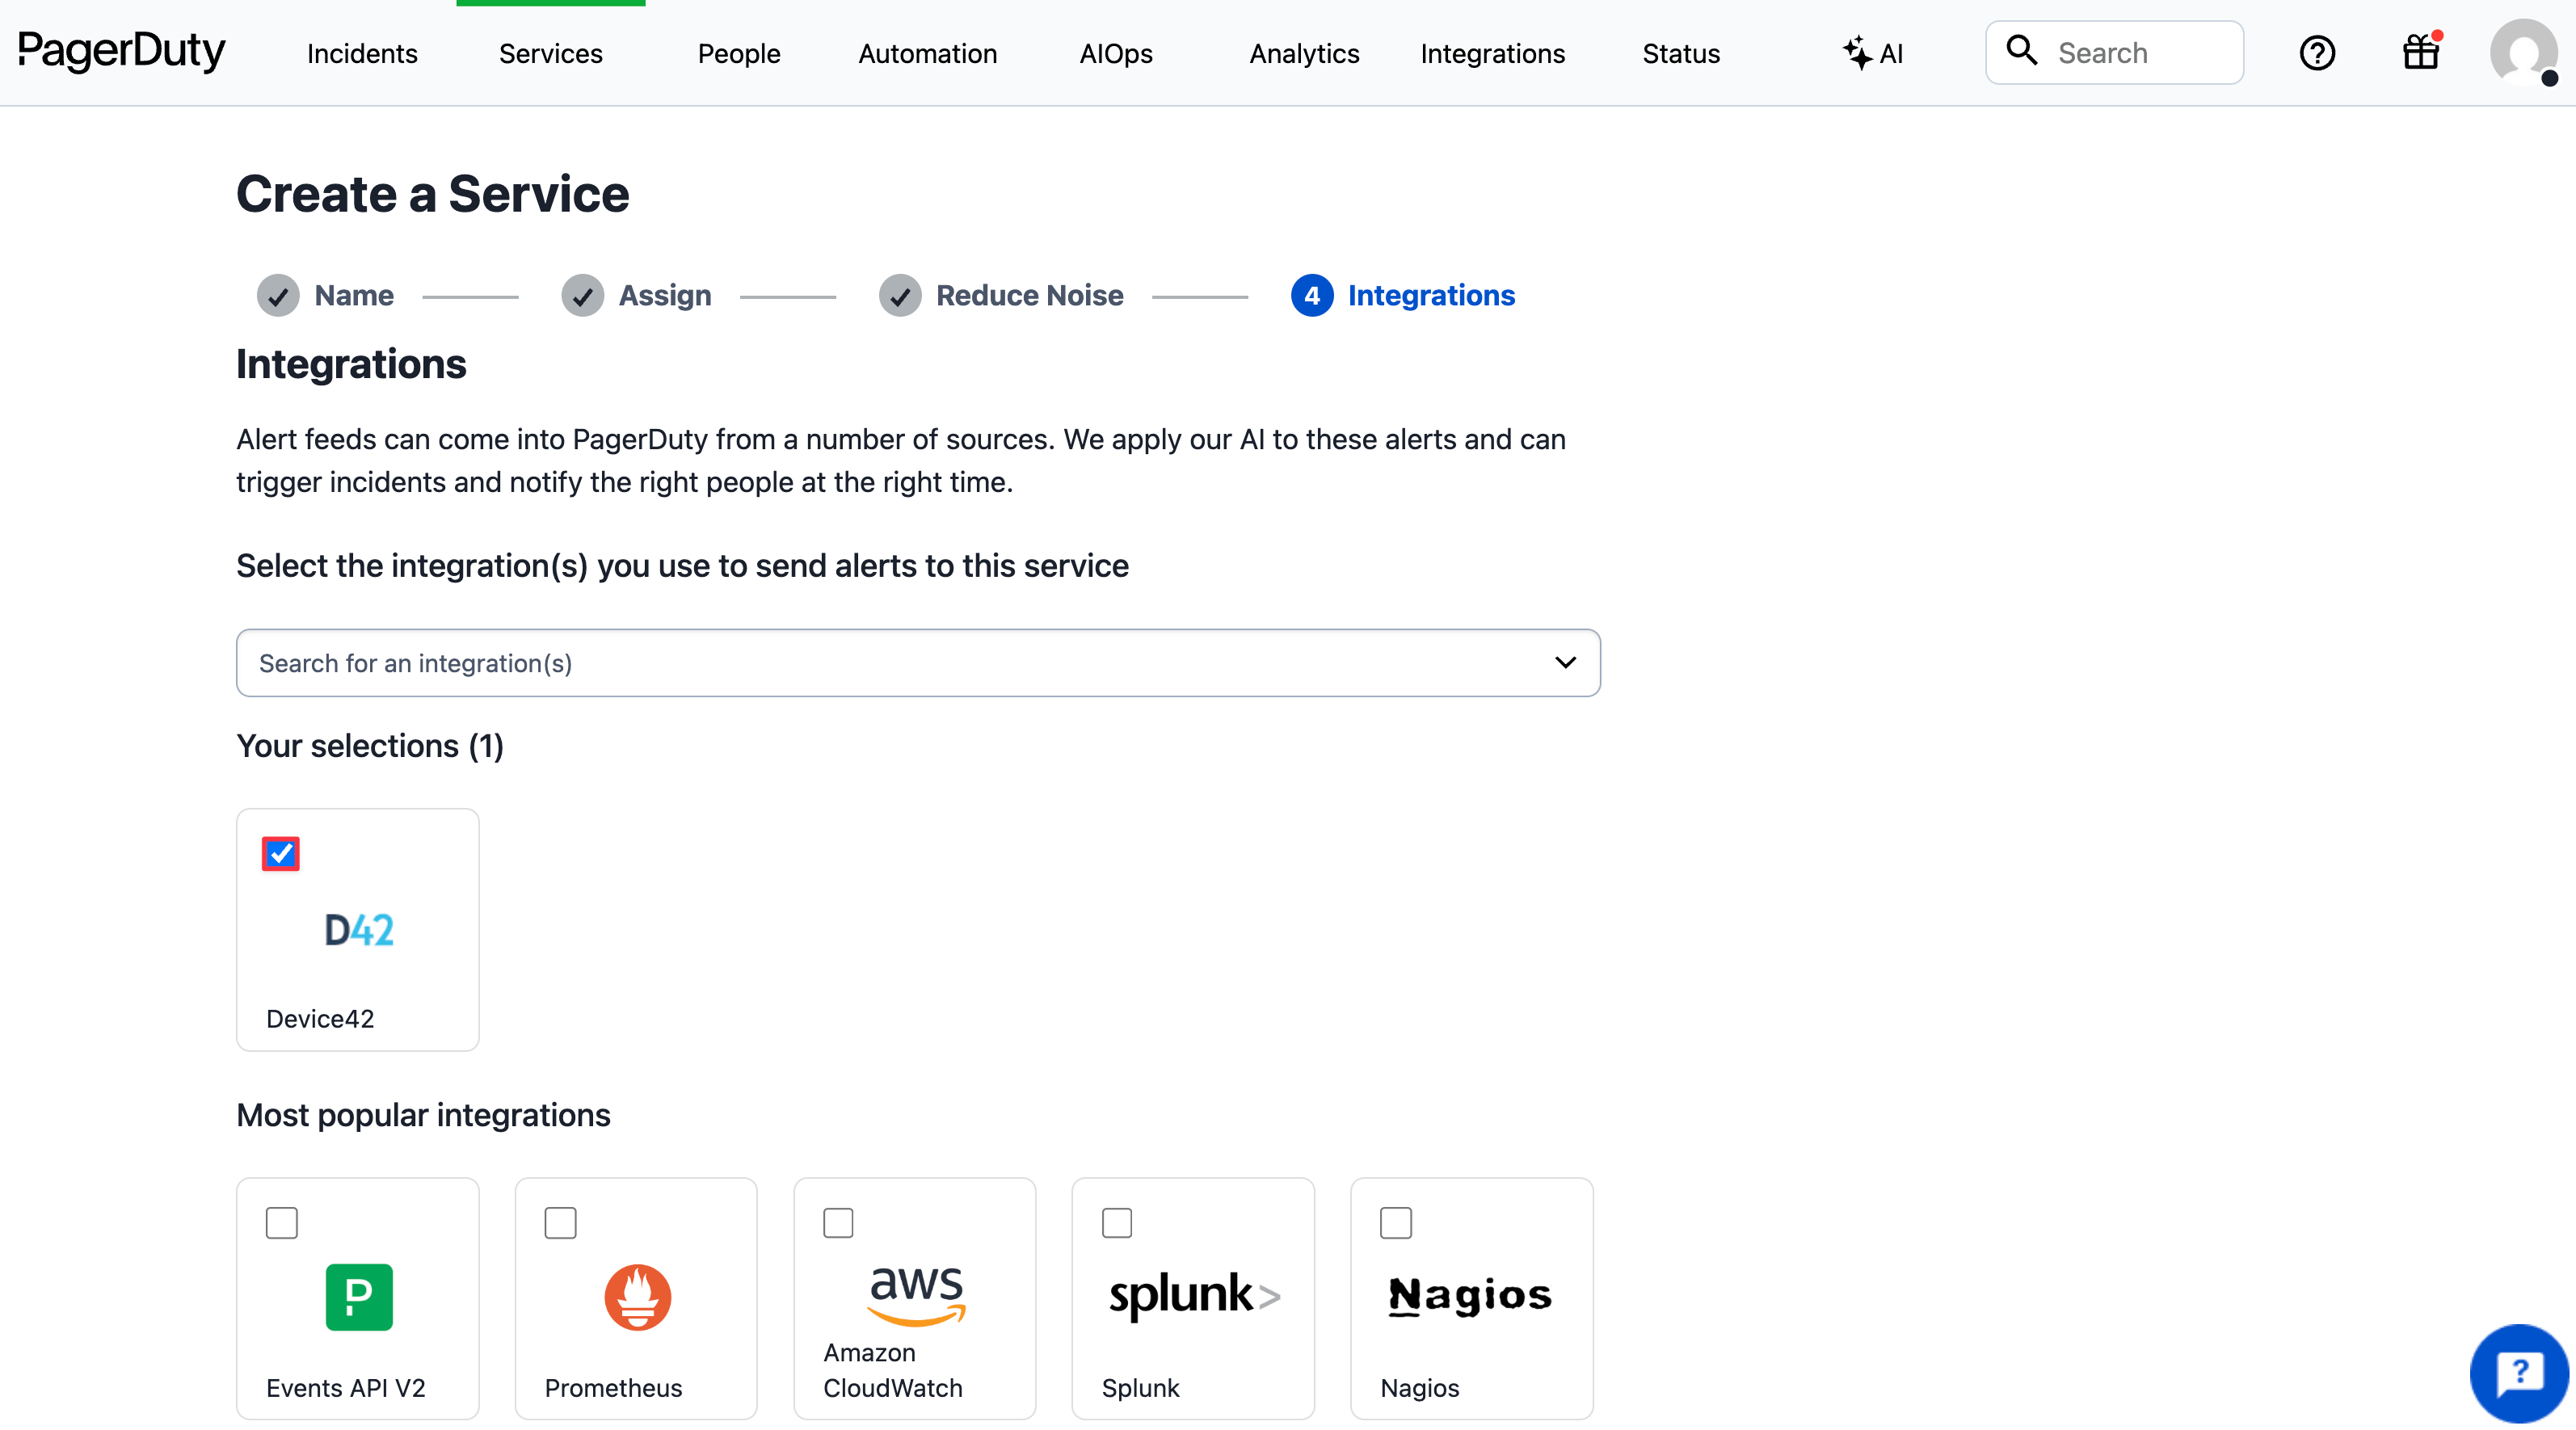 PagerDuty
Incidents
Services
People
Automation
AIOps
Analytics
Integrations
Status
AI
Search
Create a Service
Name
Assign
Reduce Noise
4 Integrations
Integrations
Alert feeds can come into PagerDuty from a number of sources. We apply our AI to these alerts and can
trigger incidents and notify the right people at the right time.
Select the integration(s) you use to send alerts to this service
Search for an integration(s)
Your selections (1)
D42
Device42
Most popular integrations
P
Events API V2
Prometheus
aws
Amazon
CloudWatch
splunk>
Splunk
Nagios
Nagios